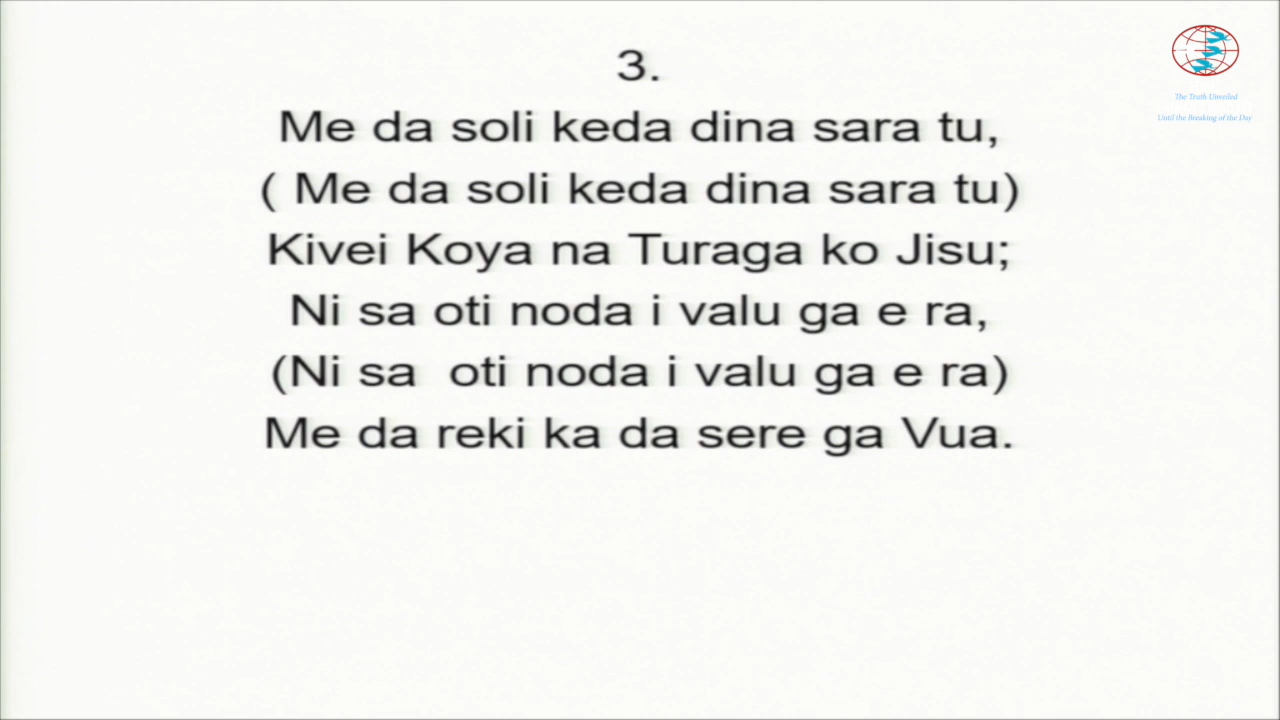 3.
Me da soli keda dina sara tu,
( Me da soli keda dina sara tu)
Kivei Koya na Turaga ko Jisu;
Ni sa oti noda i valu ga e ra,
(Ni sa  oti noda i valu ga e ra)
Me da reki ka da sere ga Vua.
The Truth Unveiled
Until the Breaking of the Day